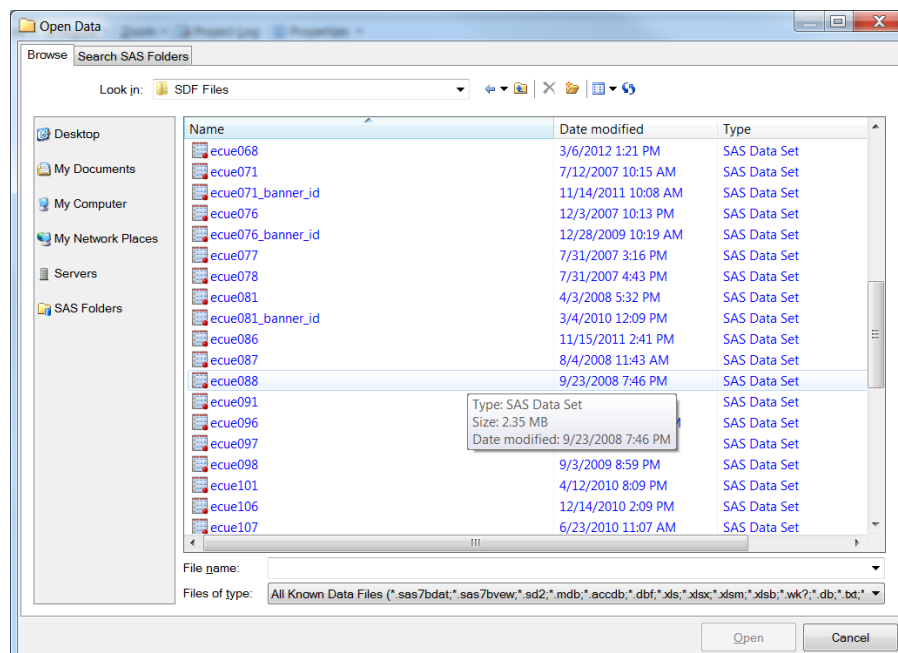 Open Data
Zoom Project Log Properties
Browse Search SAS Folders
Look in: SDF Files
Desktop
My Documents
My Computer
My Network Places
Servers
SAS Folders
Name Date modified Type
ecue068 3/6/2012 1:21 PM SAS Data Set
ecue071 7/12/2007 10:15 AM SAS Data Set
ecue071_banner_id 11/14/2011 10:08 AM SAS Data Set
ecue076 12/3/2007 10:13 PM SAS Data Set
ecue076_banner_id 12/28/2009 10:19 AM SAS Data Set
ecue077 7/31/2007 3:16 PM SAS Data Set
ecue078 7/31/2007 4:43 PM SAS Data Set
ecue081 4/3/2008 5:32 PM SAS Data Set
ecue081_banner_id 3/4/2010 12:09 PM SAS Data Set
ecue086 11/15/2011 2:41 PM SAS Data Set
ecue087 8/4/2008 11:43 AM SAS Data Set
ecue088 9/23/2008 7:46 PM SAS Data Set
ecue091 SAS Data Set
ecue096 SAS Data Set
ecue097 SAS Data Set
ecue098 9/3/2009 8:59 PM SAS Data Set
ecue101 4/12/2010 8:09 PM SAS Data Set
ecue106 12/14/2010 2:09 PM SAS Data Set
ecue107 6/23/2010 11:07 AM SAS Data Set
Type: SAS Data Set
Size: 2.35 MB
Date modified: 9/23/2008 7:46 PM
File name:
Files of type: All Known Data Files (*.sas7bdat;*.sas7bvew;*.sd2;*.mdb;*.accdb;*.dbf;*.xls;*.xlsx;*.xlsm;*.xlsb;*.wk?;*.db;*.txt;*
Open Cancel